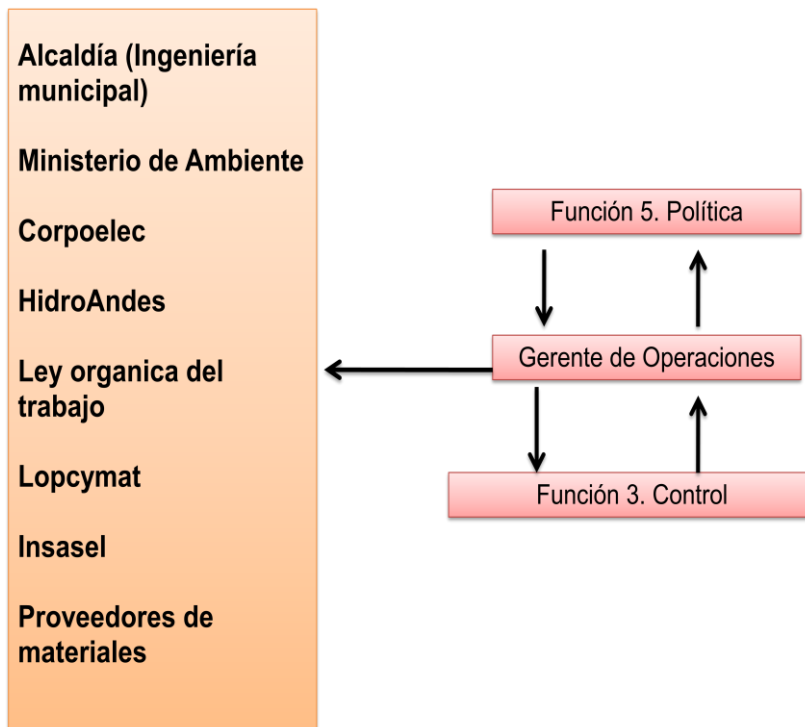 Alcaldía (Ingeniería
municipal)
Ministerio de Ambiente
Corpoelec
HidroAndes
Ley organica del
trabajo
Lopcymat
Insasel
Proveedores de
materiales
Función 5. Política
Gerente de Operaciones
Función 3. Control